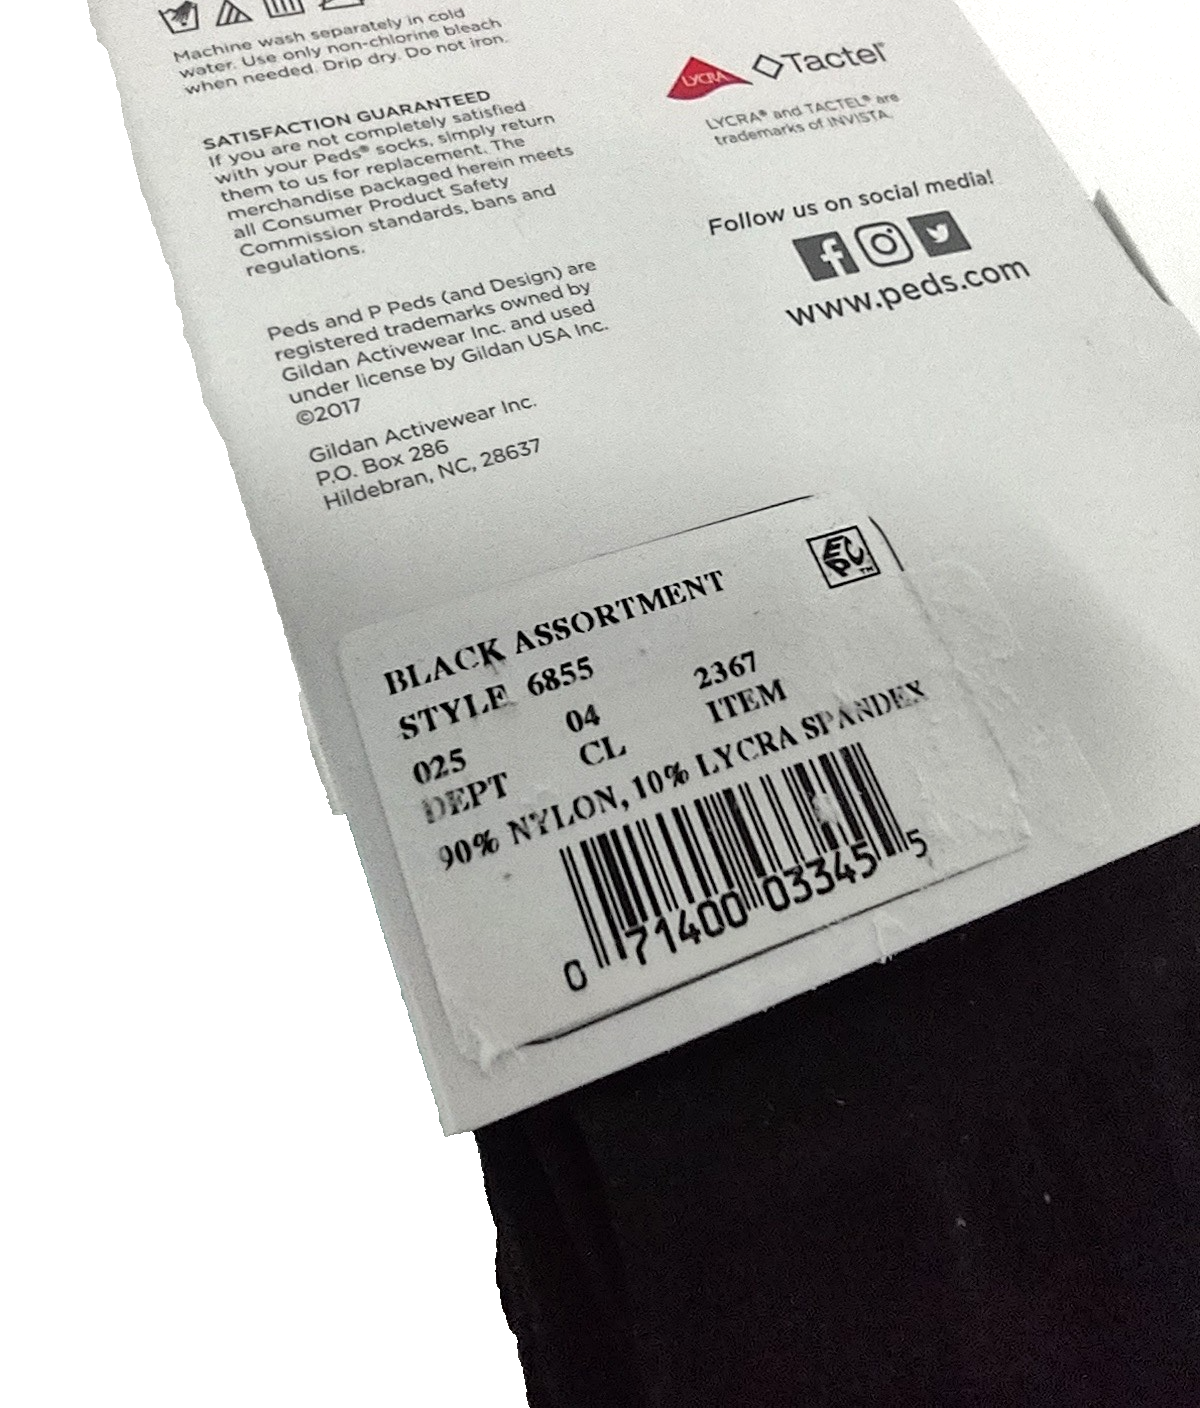 Machine wash separately in cold
water. Use only non-chlorine bleach
when needed. Drip dry. Do not iron.
SATISFACTION GUARANTEED
If you are not completely satisfied
with your Peds® socks, simply return
them to us for replacement. The
merchandise packaged herein meets
all Consumer Product Safety
Commission standards, bans and
regulations.
Peds and P Peds (and Design) are
registered trademarks owned by
Gildan Activewear Inc. and used
under license by Gildan USA Inc.
©2017
Gildan Activewear Inc.
P.O. Box 286
Hildebran, NC, 28637
LYCRA Tactel®
LYCRA® and TACTEL® are
trademarks of INVISTA.
Follow us on social media!
www.peds.com
EPC™
BLACK ASSORTMENT
STYLE 6855 2367
025 04 ITEM
DEPT CL
90% NYLON, 10% LYCRA SPANDEX
0 71400 03345 5